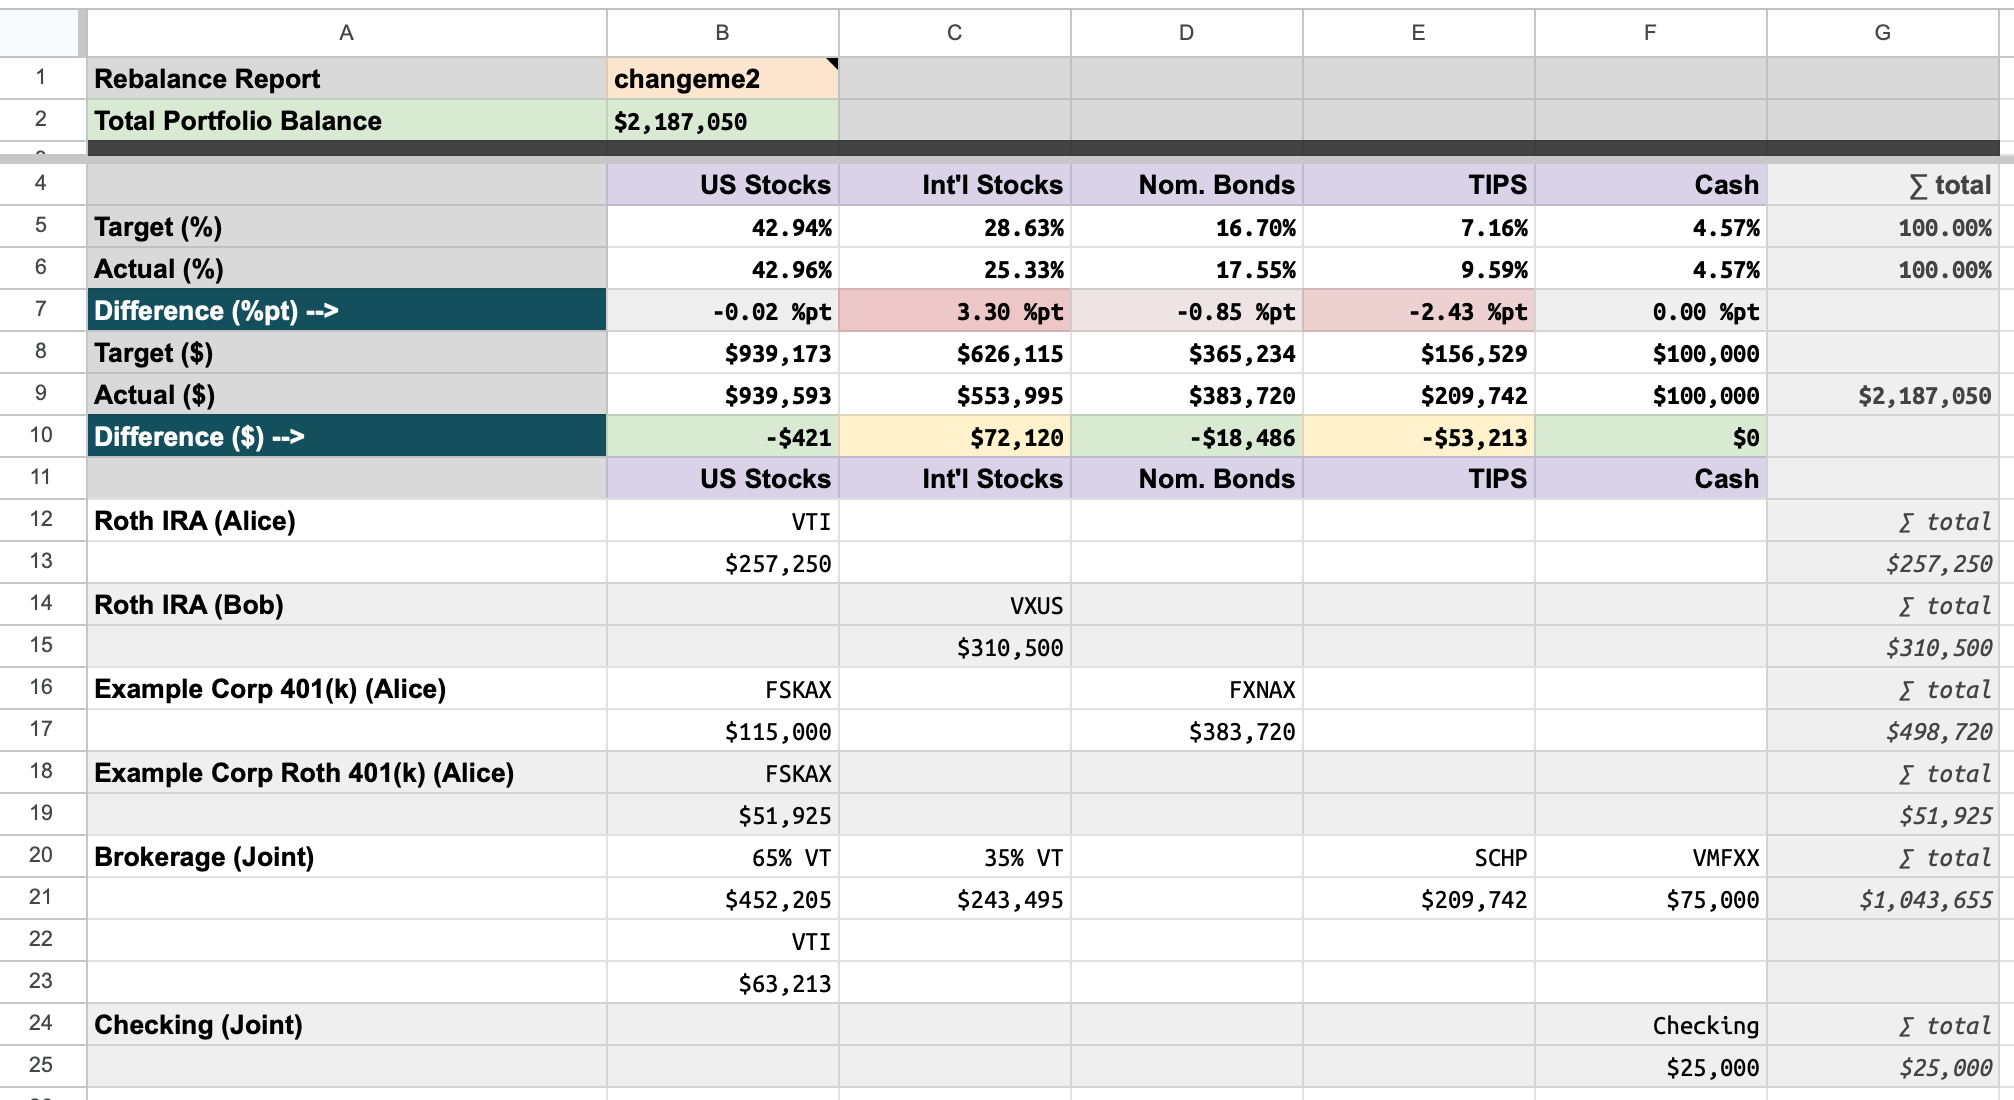 A B C D E F G
1 Rebalance Report changeme2
2 Total Portfolio Balance $2,187,050
4 US Stocks Int'l Stocks Nom. Bonds TIPS Cash ∑ total
5 Target (%) 42.94% 28.63% 16.70% 7.16% 4.57% 100.00%
6 Actual (%) 42.96% 25.33% 17.55% 9.59% 4.57% 100.00%
7 Difference (%pt) --> -0.02 %pt 3.30 %pt -0.85 %pt -2.43 %pt 0.00 %pt
8 Target ($) $939,173 $626,115 $365,234 $156,529 $100,000
9 Actual ($) $939,593 $553,995 $383,720 $209,742 $100,000 $2,187,050
10 Difference ($) --> -$421 $72,120 -$18,486 -$53,213 $0
11 US Stocks Int'l Stocks Nom. Bonds TIPS Cash
12 Roth IRA (Alice) VTI ∑ total
13 $257,250 $257,250
14 Roth IRA (Bob) VXUS ∑ total
15 $310,500 $310,500
16 Example Corp 401(k) (Alice) FSKAX FXNAX ∑ total
17 $115,000 $383,720 $498,720
18 Example Corp Roth 401(k) (Alice) FSKAX ∑ total
19 $51,925 $51,925
20 Brokerage (Joint) 65% VT 35% VT SCHP VMFXX ∑ total
21 $452,205 $243,495 $209,742 $75,000 $1,043,655
22 VTI
23 $63,213
24 Checking (Joint) Checking ∑ total
25 $25,000 $25,000